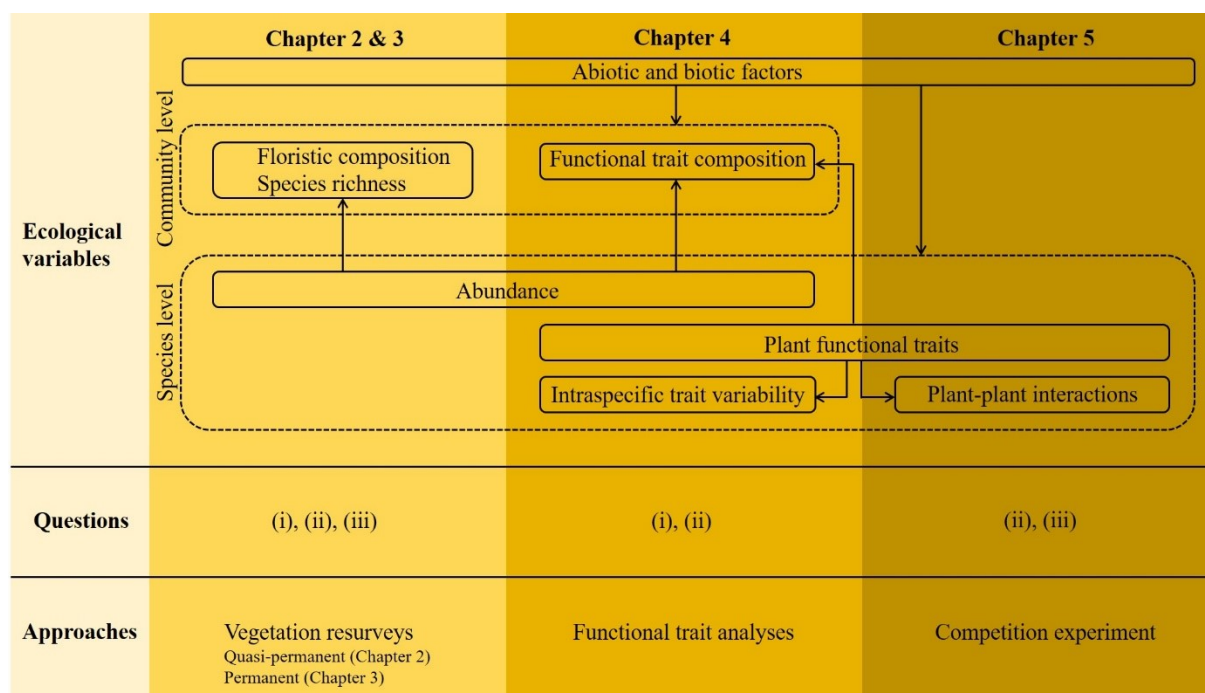 Chapter 2 & 3
Chapter 4
Chapter 5
Abiotic and biotic factors
Community level
Floristic composition
Species richness
Functional trait composition
Ecological
variables
Species level
Abundance
Plant functional traits
Intraspecific trait variability
Plant-plant interactions
Questions
(i), (ii), (iii)
(i), (ii)
(ii), (iii)
Approaches
Vegetation resurveys
Quasi-permanent (Chapter 2)
Permanent (Chapter 3)
Functional trait analyses
Competition experiment